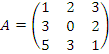 A = (1 2 3
3 0 2
5 3 1)